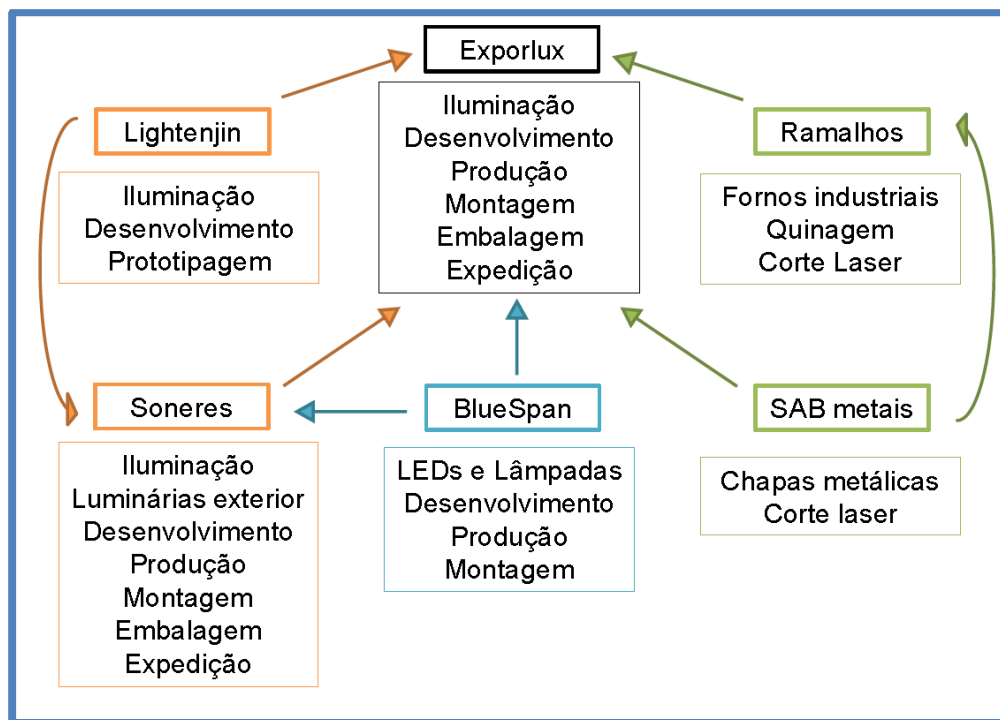 Exporlux
Iluminação
Desenvolvimento
Produção
Montagem
Embalagem
Expedição
Lightenjin
Iluminação
Desenvolvimento
Prototipagem
Ramalhos
Fornos industriais
Quinagem
Corte Laser
Soneres
Iluminação
Luminárias exterior
Desenvolvimento
Produção
Montagem
Embalagem
Expedição
BlueSpan
LEDs e Lâmpadas
Desenvolvimento
Produção
Montagem
SAB metais
Chapas metálicas
Corte laser